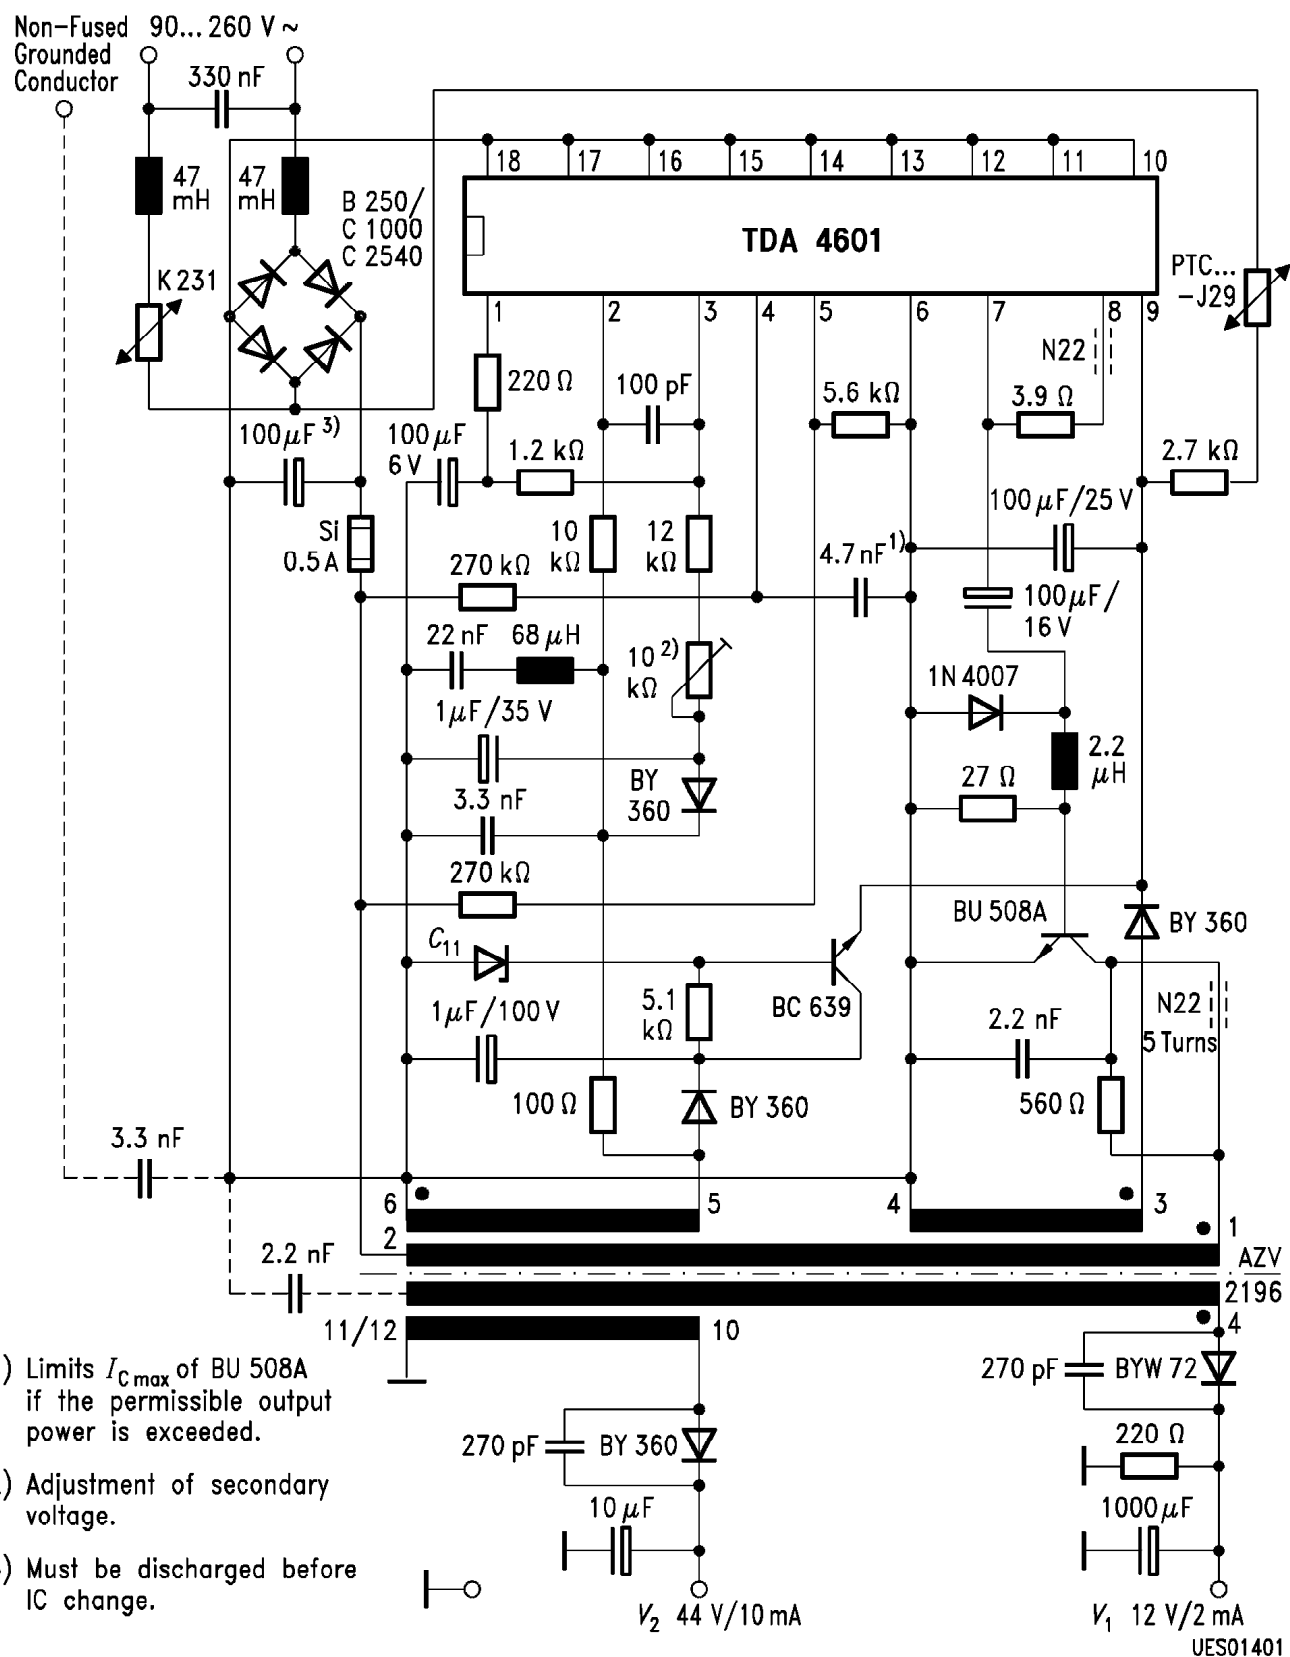 Non-Fused 90... 260 V ~
Grounded
Conductor
330 nF
47
mH
47
mH
B 250/
C 1000
C 2540
K 231
18 17 16 15 14 13 12 11 10
TDA 4601
PTC...
-J29
1 2 3 4 5 6 7 8 9
N22
220 Ω
100 pF
5.6 kΩ
3.9 Ω
100 μF 3)
100 μF
6 V
1.2 kΩ
2.7 kΩ
100 μF/25 V
Si
0.5 A
10
kΩ
12
kΩ
4.7 nF 1)
270 kΩ
100 μF/
16 V
22 nF 68 μH
10 2)
kΩ
1N 4007
1 μF/35 V
2.2
μH
BY
360
27 Ω
3.3 nF
270 kΩ
BU 508A
BY 360
C11
5.1
kΩ
BC 639
N22
5 Turns
1 μF/100 V
2.2 nF
100 Ω
BY 360
560 Ω
3.3 nF
6 5 4 3
2 1
2.2 nF
AZV
2196
11/12 10 4
) Limits IC max of BU 508A
if the permissible output
power is exceeded.
270 pF BYW 72
270 pF BY 360
220 Ω
) Adjustment of secondary
voltage.
10 μF
1000 μF
) Must be discharged before
IC change.
V2 44 V/10 mA
V1 12 V/2 mA
UES01401